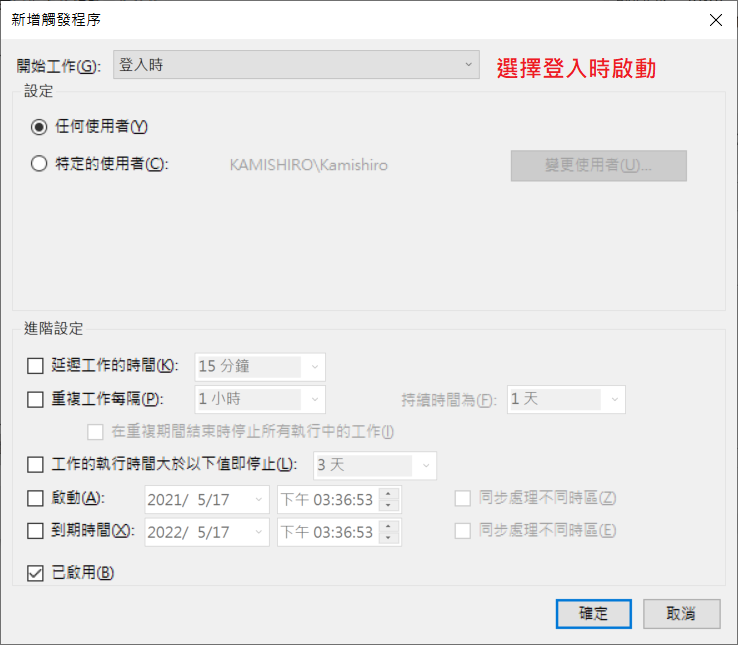 新增觸發程序
開始工作(G): 登入時 選擇登入時啟動
設定
任何使用者(Y)
特定的使用者(C): KAMISHIRO\Kamishiro 變更使用者(U)...
進階設定
延遲工作的時間(K): 15 分鐘
重複工作每隔(P): 1 小時 持續時間為(F): 1 天
在重複期間結束時停止所有執行中的工作(I)
工作的執行時間大於以下值即停止(L): 3 天
啟動(A): 2021/ 5/17 下午 03:36:53 同步處理不同時區(Z)
到期時間(X): 2022/ 5/17 下午 03:36:53 同步處理不同時區(E)
已啟用(B)
確定 取消